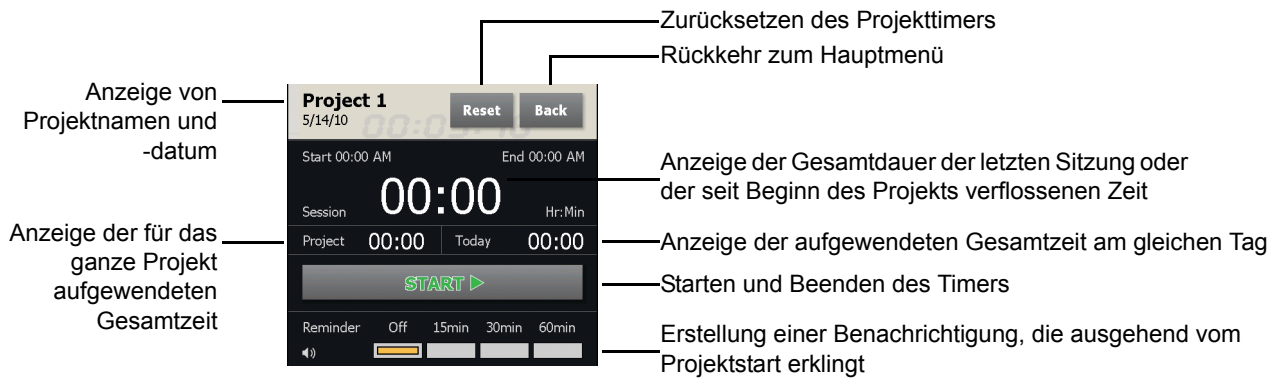 Zurücksetzen des Projekttimers
Rückkehr zum Hauptmenü
Anzeige von
Projektnamen und
-datum
Project 1
5/14/10
Reset
Back
Start 00:00 AM
End 00:00 AM
00:00
Session
Hr:Min
Anzeige der Gesamtdauer der letzten Sitzung oder
der seit Beginn des Projekts verflossenen Zeit
Anzeige der für das
ganze Projekt
aufgewendeten
Gesamtzeit
Project 00:00 Today 00:00
Anzeige der aufgewendeten Gesamtzeit am gleichen Tag
START
Starten und Beenden des Timers
Reminder Off 15min 30min 60min
Erstellung einer Benachrichtigung, die ausgehend vom
Projektstart erklingt